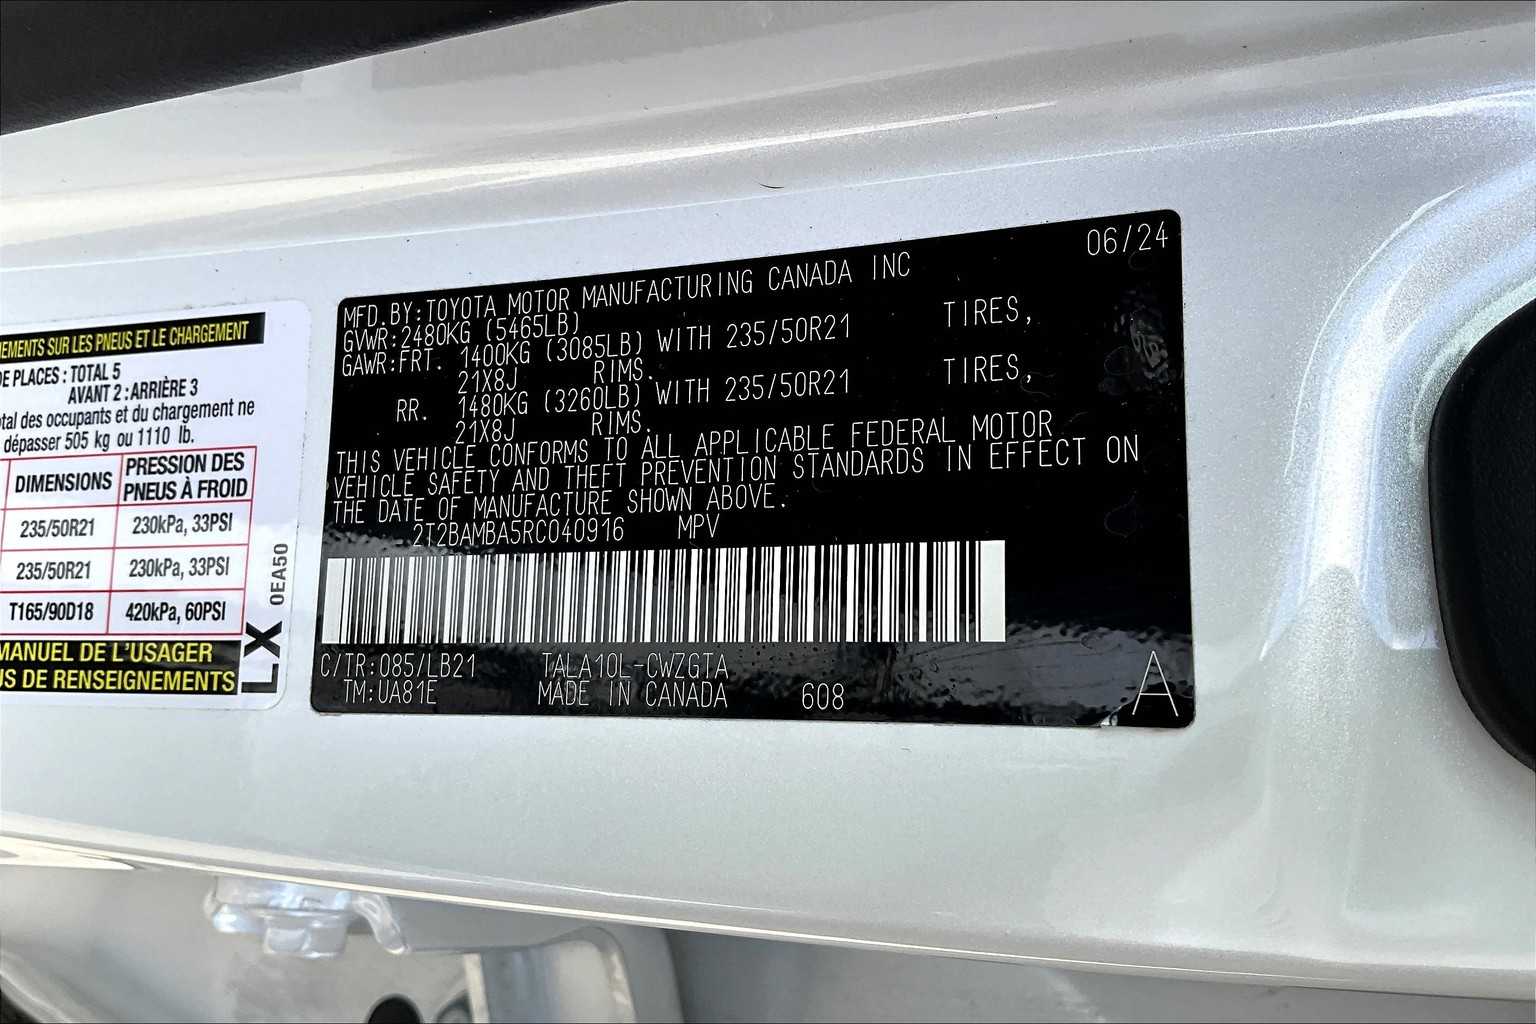 06/24
MFD.BY:TOYOTA MOTOR MANUFACTURING CANADA INC
GVWR:2480KG (5465LB)
GAWR:FRT. 1400KG (3085LB) WITH 235/50R21 TIRES,
21X8J RIMS.
RR. 1480KG (3260LB) WITH 235/50R21 TIRES,
21X8J RIMS.
THIS VEHICLE CONFORMS TO ALL APPLICABLE FEDERAL MOTOR
VEHICLE SAFETY AND THEFT PREVENTION STANDARDS IN EFFECT ON
THE DATE OF MANUFACTURE SHOWN ABOVE.
2T2BAMBA5RC040916 MPV
C/TR:085/LB21 TALA10L-CWZGTA
TM:UA81E MADE IN CANADA 608
A
SUR LES PNEUS ET LE CHARGEMENT
DE PLACES : TOTAL 5
AVANT 2 : ARRIÈRE 3
des occupants et du chargement ne
dépasser 505 kg ou 1110 lb.
DIMENSIONS PRESSION DES
PNEUS À FROID
235/50R21 230kPa, 33PSI
235/50R21 230kPa, 33PSI
T165/90D18 420kPa, 60PSI
MANUEL DE L'USAGER
DE RENSEIGNEMENTS
LX 0EA50